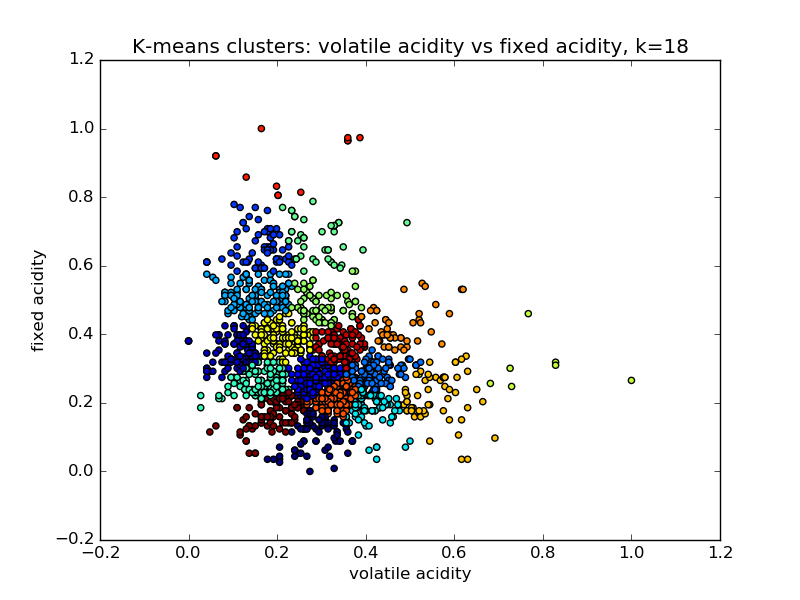 K-means clusters: volatile acidity vs fixed acidity, k=18
1.2
1.0
0.8
0.6
0.4
0.2
0.0
−0.2
fixed acidity
−0.2 0.0 0.2 0.4 0.6 0.8 1.0 1.2
volatile acidity